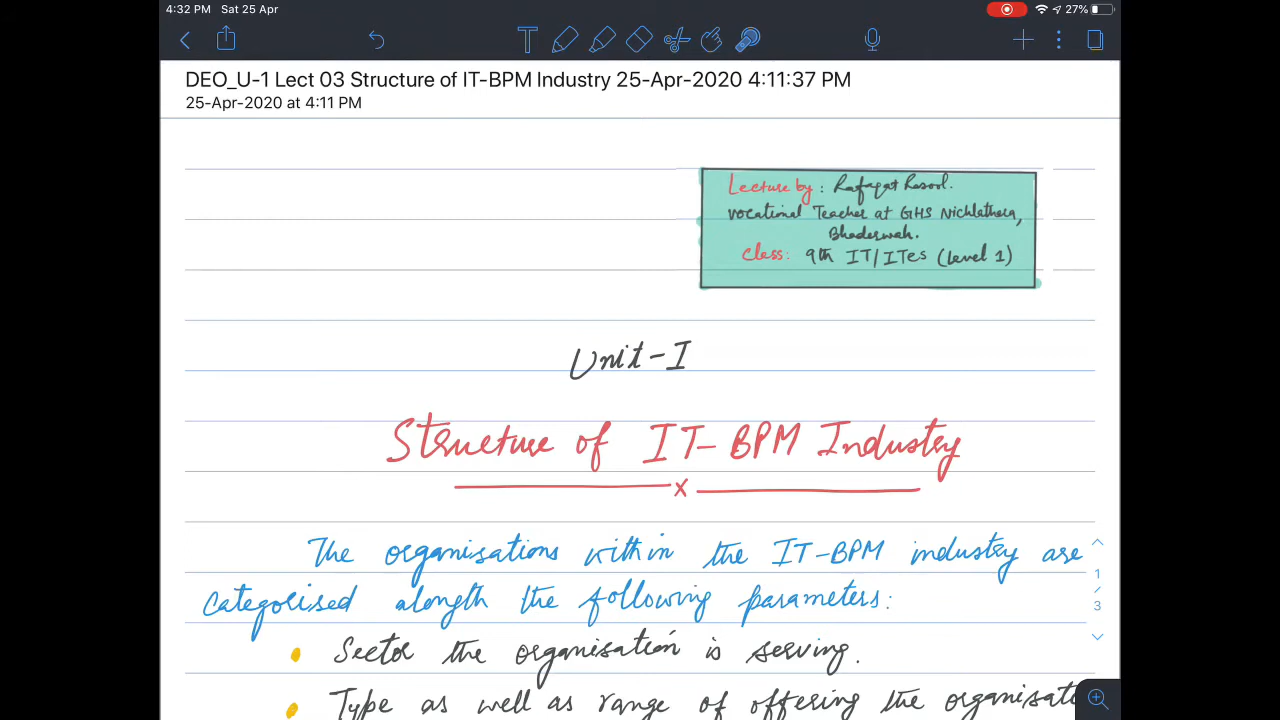 4:32 PM Sat 25 Apr
27%
DEO_U-1 Lect 03 Structure of IT-BPM Industry 25-Apr-2020 4:11:37 PM
25-Apr-2020 at 4:11 PM
Lecture by: Rafaqat Rasool.
vocational Teacher at GHS Nichlathera,
Bhaderwah.
Class: 9th IT/ITes (Level 1)
Unit-I
Structure of IT-BPM Industry
x
The organisations within the IT-BPM industry are
categorised alongth the following parameters:
1
/
3
• Sector the organisation is serving.
• Type as well as range of offering the organisati